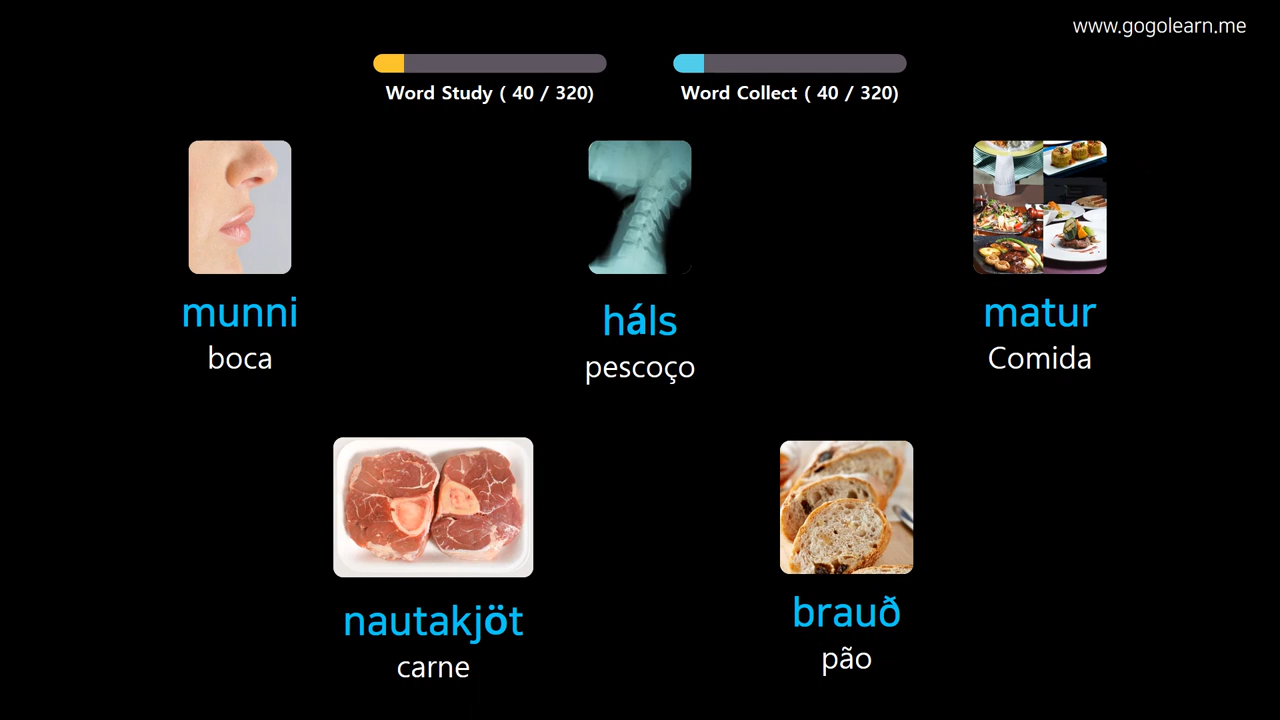 www.gogolearn.me
Word Study ( 40 / 320)
Word Collect ( 40 / 320)
munni
boca
háls
pescoço
matur
Comida
nautakjöt
carne
brauð
pão